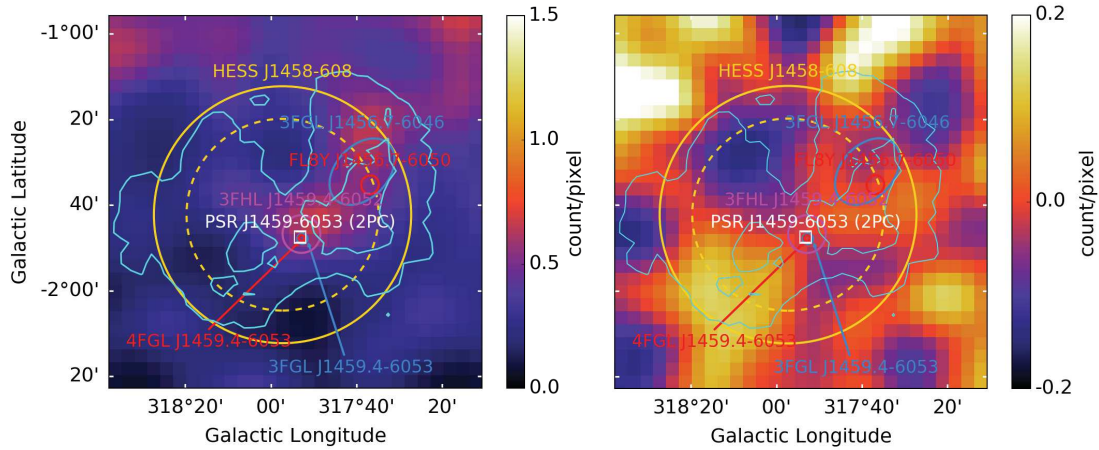 -1°00'
20'
40'
-2°00'
20'
Galactic Latitude
HESS J1458-608
3FGL J1456.7-6046
FL8Y
3FHL J1459.4-6053
PSR J1459-6053 (2PC)
4FGL J1459.4-6053
3FGL J1459.4-6053
318°20' 00' 317°40' 20'
Galactic Longitude
1.5
1.0
0.5
0.0
count/pixel
HESS J1458-608
3FGL J1456.7-6046
FL8Y
3FHL
PSR J1459-6053 (2PC)
4FGL J1459.4-6053
3FGL J1459.4-6053
318°20' 00' 317°40' 20'
Galactic Longitude
0.2
0.0
-0.2
count/pixel